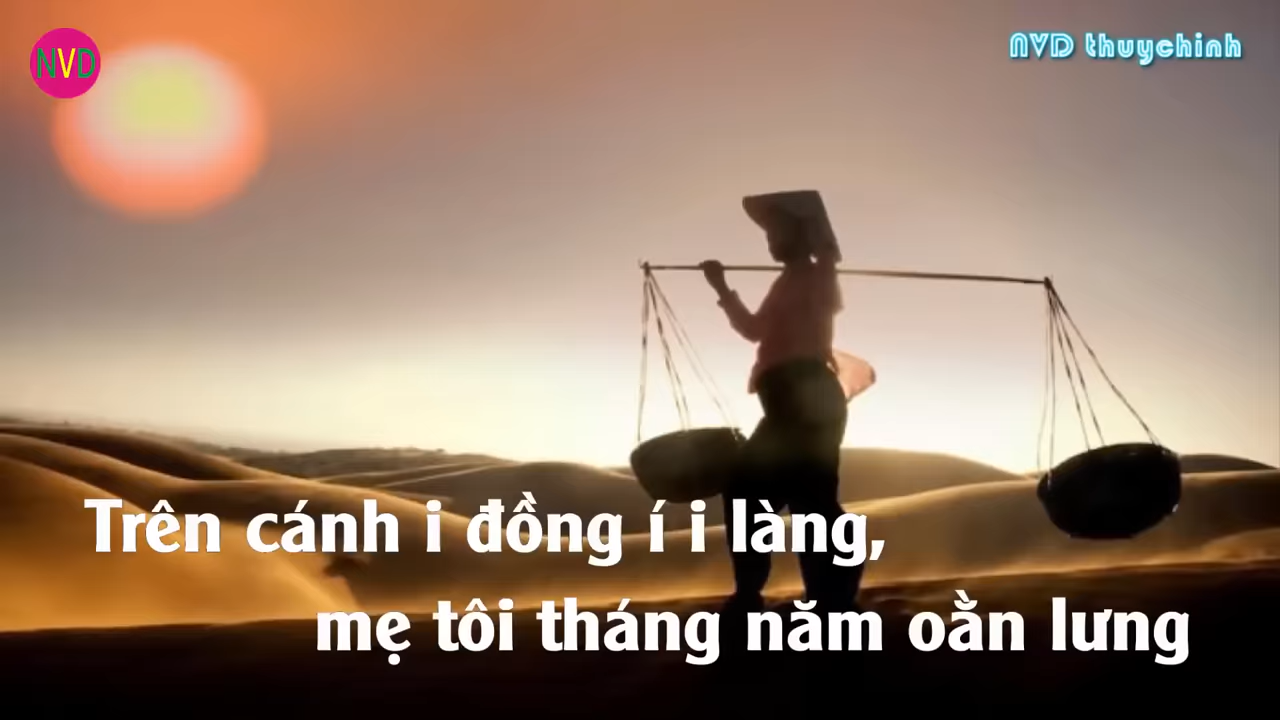 NVD
NVD thuychinh
Trên cánh i đồng í i làng,
mẹ tôi tháng năm oằn lưng